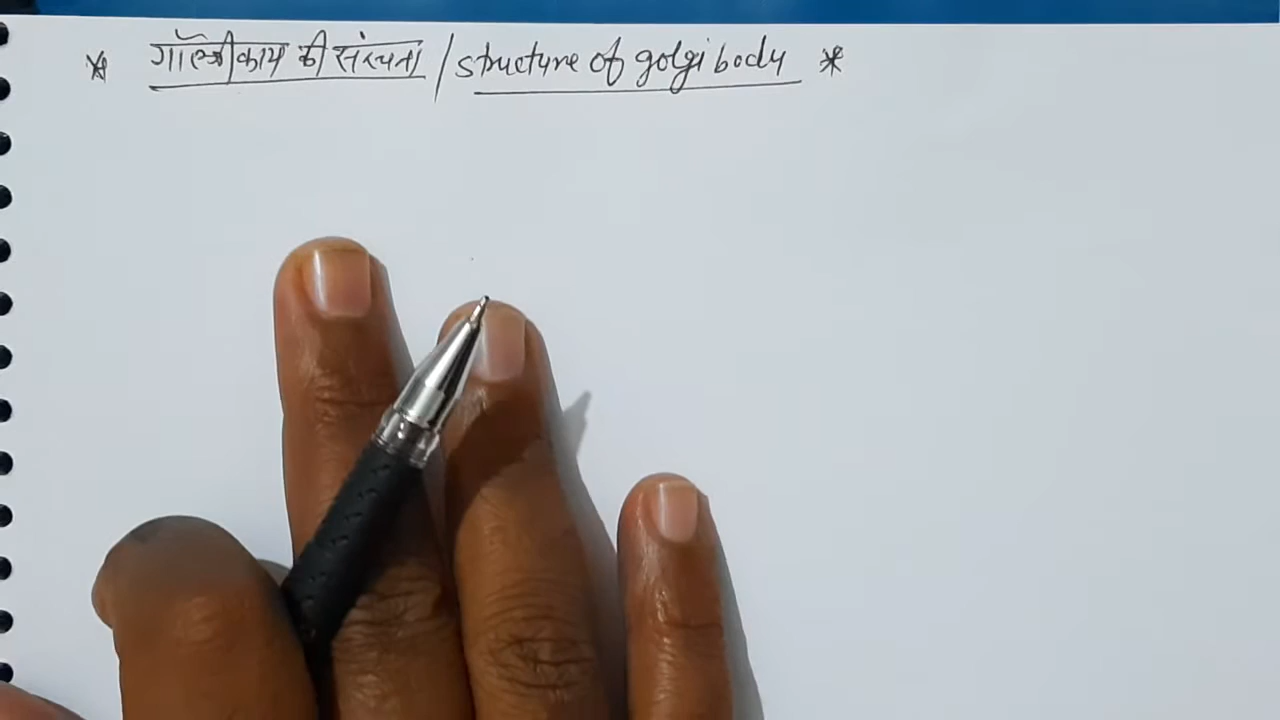 * गॉल्जीकाय की संरचना / structure of golgi body *